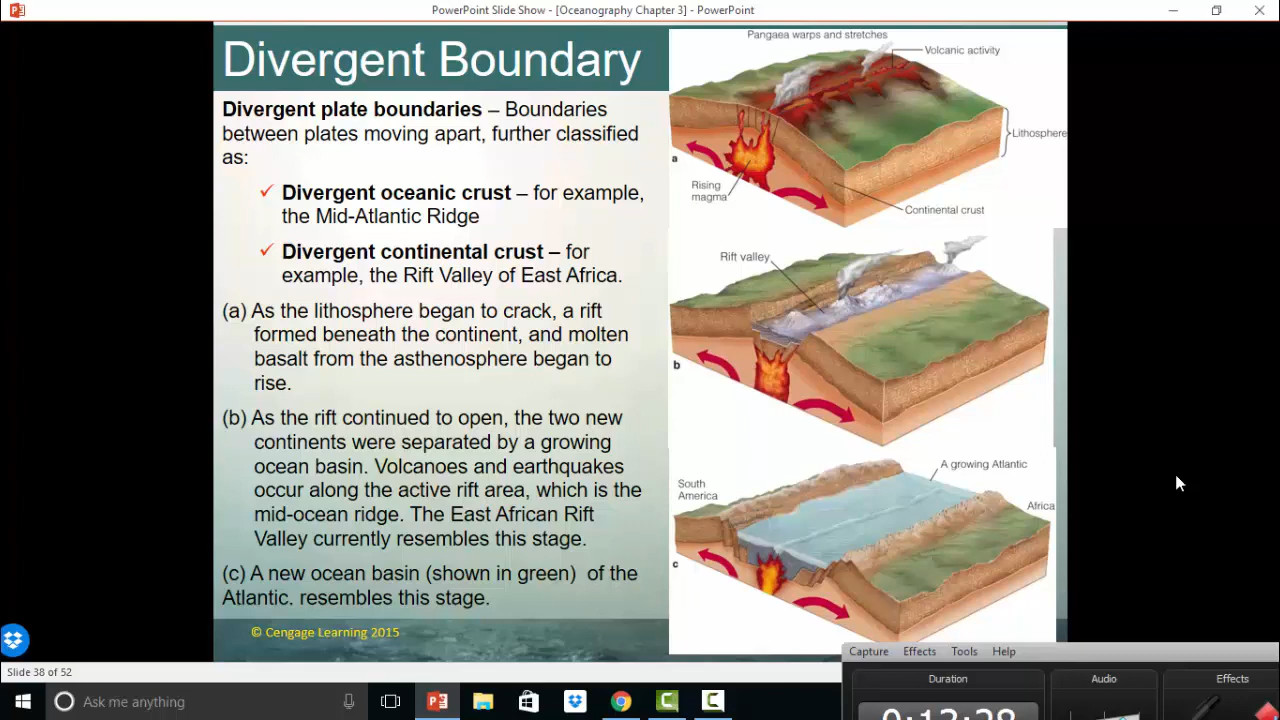 PowerPoint Slide Show - [Oceanography Chapter 3] - PowerPoint
Divergent Boundary
Divergent plate boundaries – Boundaries
between plates moving apart, further classified
as:
✓ Divergent oceanic crust – for example,
the Mid-Atlantic Ridge
✓ Divergent continental crust – for
example, the Rift Valley of East Africa.
(a) As the lithosphere began to crack, a rift
formed beneath the continent, and molten
basalt from the asthenosphere began to
rise.
(b) As the rift continued to open, the two new
continents were separated by a growing
ocean basin. Volcanoes and earthquakes
occur along the active rift area, which is the
mid-ocean ridge. The East African Rift
Valley currently resembles this stage.
(c) A new ocean basin (shown in green) of the
Atlantic. resembles this stage.
© Cengage Learning 2015
Pangaea warps and stretches
Volcanic activity
Lithosphere
a
Rising
magma
Continental crust
Rift valley
b
A growing Atlantic
South
America
Africa
c
Slide 38 of 52
Capture Effects Tools Help
Duration Audio Effects
0:13:28
Ask me anything